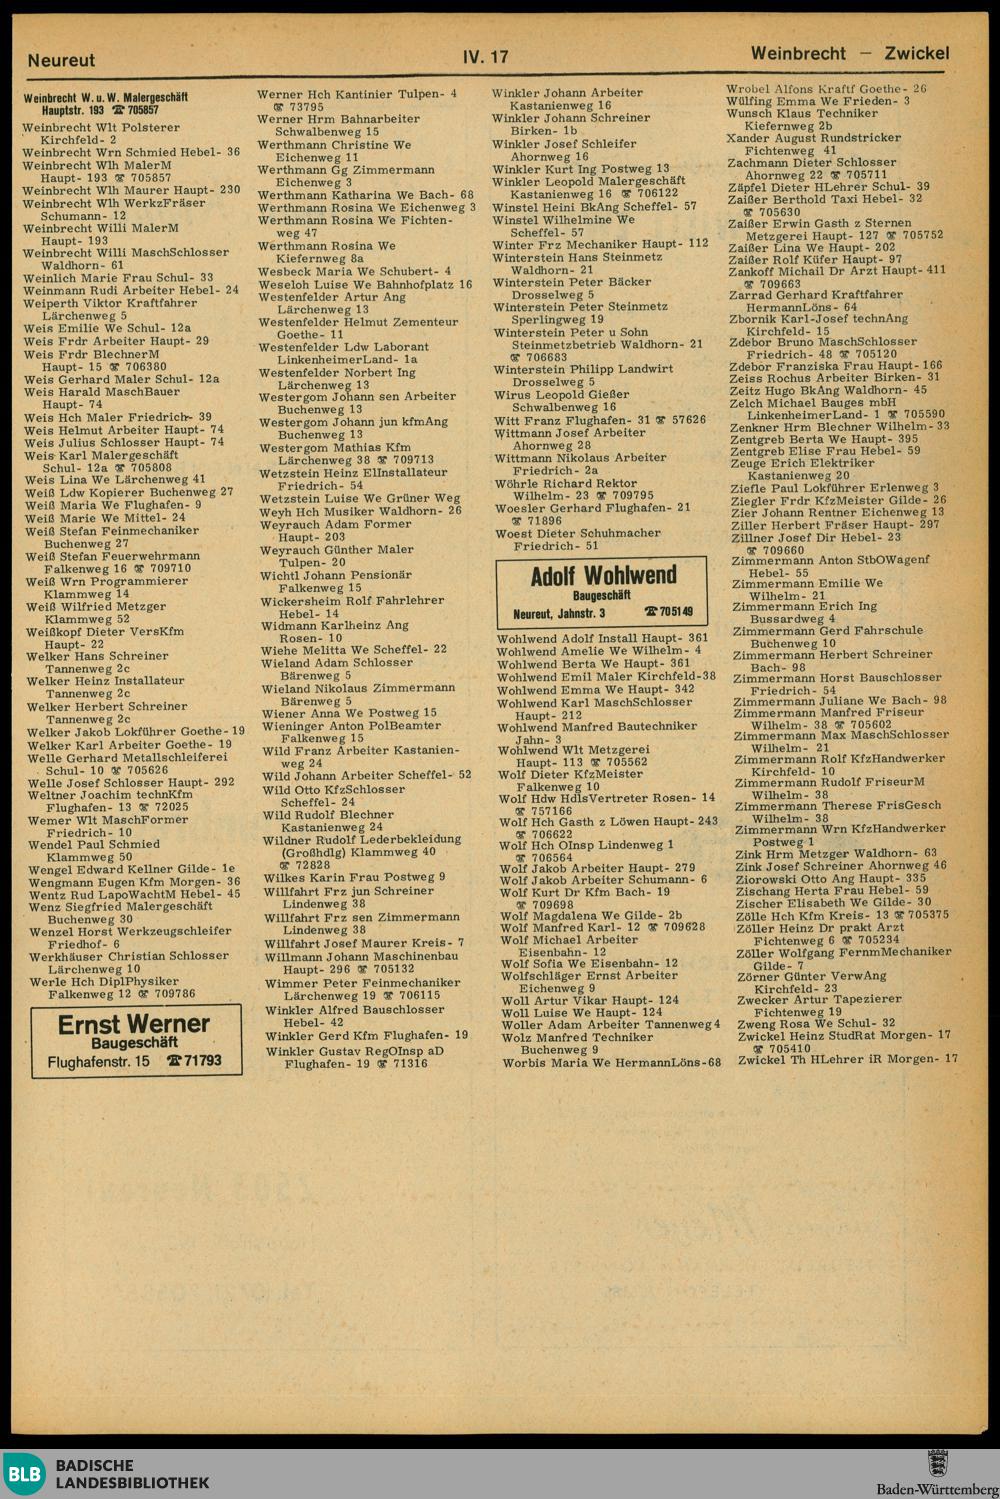 Neureut
IV. 17
Weinbrecht — Zwickel
Weinbrecht W. u. W. Malergeschäft
Hauptstr. 193 ☎ 705857
Weinbrecht Wlt Polsterer
Kirchfeld- 2
Weinbrecht Wrn Schmied Hebel- 36
Weinbrecht Wlh MalerM
Haupt- 193 ☎ 705857
Weinbrecht Wlh Maurer Haupt- 230
Weinbrecht Wlh WerkzFräser
Schumann- 12
Weinbrecht Willi MalerM
Haupt- 193
Weinbrecht Willi MaschSchlosser
Waldhorn- 61
Weinlich Marie Frau Schul- 33
Weinmann Rudi Arbeiter Hebel- 24
Weiperth Viktor Kraftfahrer
Lärchenweg 5
Weis Emilie We Schul- 12a
Weis Frdr Arbeiter Haupt- 29
Weis Frdr BlechnerM
Haupt- 15 ☎ 706380
Weis Gerhard Maler Schul- 12a
Weis Harald MaschBauer
Haupt- 74
Weis Hch Maler Friedrich- 39
Weis Helmut Arbeiter Haupt- 74
Weis Julius Schlosser Haupt- 74
Weis Karl Malergeschäft
Schul- 12a ☎ 705808
Weis Lina We Lärchenweg 41
Weiß Ldw Kopierer Buchenweg 27
Weiß Maria We Flughafen- 9
Weiß Marie We Mittel- 24
Weiß Stefan Feinmechaniker
Buchenweg 27
Weiß Stefan Feuerwehrmann
Falkenweg 16 ☎ 709710
Weiß Wrn Programmierer
Klammweg 14
Weiß Wilfried Metzger
Klammweg 52
Weißkopf Dieter VersKfm
Haupt- 22
Welker Hans Schreiner
Tannenweg 2c
Welker Heinz Installateur
Tannenweg 2c
Welker Herbert Schreiner
Tannenweg 2c
Welker Jakob Lokführer Goethe- 19
Welker Karl Arbeiter Goethe- 19
Welle Gerhard Metallschleiferei
Schul- 10 ☎ 705626
Welle Josef Schlosser Haupt- 292
Weltner Joachim technKfm
Flughafen- 13 ☎ 72025
Wemer Wlt MaschFormer
Friedrich- 10
Wendel Paul Schmied
Klammweg 50
Wengel Edward Kellner Gilde- 1e
Wengmann Eugen Kfm Morgen- 36
Wentz Rud LapoWachtM Hebel- 45
Wenz Siegfried Malergeschäft
Buchenweg 30
Wenzel Horst Werkzeugschleifer
Friedhof- 6
Werkhäuser Christian Schlosser
Lärchenweg 10
Werle Hch DiplPhysiker
Falkenweg 12 ☎ 709786
Ernst Werner
Baugeschäft
Flughafenstr. 15 ☎ 71793
Werner Hch Kantinier Tulpen- 4
☎ 73795
Werner Hrm Bahnarbeiter
Schwalbenweg 15
Werthmann Christine We
Eichenweg 11
Werthmann Gg Zimmermann
Eichenweg 3
Werthmann Katharina We Bach- 68
Werthmann Rosina We Eichenweg 3
Werthmann Rosina We Fichten-
weg 47
Werthmann Rosina We
Kiefernweg 8a
Wesbeck Maria We Schubert- 4
Weseloh Luise We Bahnhofplatz 16
Westenfelder Artur Ang
Lärchenweg 13
Westenfelder Helmut Zementeur
Goethe- 11
Westenfelder Ldw Laborant
LinkenheimerLand- 1a
Westenfelder Norbert Ing
Lärchenweg 13
Westergom Johann sen Arbeiter
Buchenweg 13
Westergom Johann jun kfmAng
Buchenweg 13
Westergom Mathias Kfm
Lärchenweg 38 ☎ 709713
Wetzstein Heinz ElInstallateur
Friedrich- 54
Wetzstein Luise We Grüner Weg
Weyh Hch Musiker Waldhorn- 26
Weyrauch Adam Former
Haupt- 203
Weyrauch Günther Maler
Tulpen- 20
Wichtl Johann Pensionär
Falkenweg 15
Wickersheim Rolf Fahrlehrer
Hebel- 14
Widmann Karlheinz Ang
Rosen- 10
Wiehe Melitta We Scheffel- 22
Wieland Adam Schlosser
Bärenweg 5
Wieland Nikolaus Zimmermann
Bärenweg 5
Wiener Anna We Postweg 15
Wieninger Anton PolBeamter
Falkenweg 15
Wild Franz Arbeiter Kastanien-
weg 24
Wild Johann Arbeiter Scheffel- 52
Wild Otto KfzSchlosser
Scheffel- 24
Wild Rudolf Blechner
Kastanienweg 24
Wildner Rudolf Lederbekleidung
(Großhdlg) Klammweg 40
☎ 72828
Wilkes Karin Frau Postweg 9
Willfahrt Frz jun Schreiner
Lindenweg 38
Willfahrt Frz sen Zimmermann
Lindenweg 38
Willfahrt Josef Maurer Kreis- 7
Willmann Johann Maschinenbau
Haupt- 296 ☎ 705132
Wimmer Peter Feinmechaniker
Lärchenweg 19 ☎ 706115
Winkler Alfred Bauschlosser
Hebel- 42
Winkler Gerd Kfm Flughafen- 19
Winkler Gustav RegOInsp aD
Flughafen- 19 ☎ 71316
Winkler Johann Arbeiter
Kastanienweg 16
Winkler Johann Schreiner
Birken- 1b
Winkler Josef Schleifer
Ahornweg 16
Winkler Kurt Ing Postweg 13
Winkler Leopold Malergeschäft
Kastanienweg 16 ☎ 706122
Winstel Heini BkAng Scheffel- 57
Winstel Wilhelmine We
Scheffel- 57
Winter Frz Mechaniker Haupt- 112
Winterstein Hans Steinmetz
Waldhorn- 21
Winterstein Peter Bäcker
Drosselweg 5
Winterstein Peter Steinmetz
Sperlingweg 19
Winterstein Peter u Sohn
Steinmetzbetrieb Waldhorn- 21
☎ 706683
Winterstein Philipp Landwirt
Drosselweg 5
Wirus Leopold Gießer
Schwalbenweg 16
Witt Franz Flughafen- 31 ☎ 57626
Wittmann Josef Arbeiter
Ahornweg 28
Wittmann Nikolaus Arbeiter
Friedrich- 2a
Wöhrle Richard Rektor
Wilhelm- 23 ☎ 709795
Woesler Gerhard Flughafen- 21
☎ 71896
Woest Dieter Schuhmacher
Friedrich- 51
Adolf Wohlwend
Baugeschäft
Neureut, Jahnstr. 3 ☎ 705149
Wohlwend Adolf Install Haupt- 361
Wohlwend Amelie We Wilhelm- 4
Wohlwend Berta We Haupt- 361
Wohlwend Emil Maler Kirchfeld-38
Wohlwend Emma We Haupt- 342
Wohlwend Karl MaschSchlosser
Haupt- 212
Wohlwend Manfred Bautechniker
Jahn- 3
Wohlwend Wlt Metzgerei
Haupt- 113 ☎ 705562
Wolf Dieter KfzMeister
Falkenweg 10
Wolf Hdw HdlsVertreter Rosen- 14
☎ 757166
Wolf Hch Gasth z Löwen Haupt- 243
☎ 706622
Wolf Hch OInsp Lindenweg 1
☎ 706564
Wolf Jakob Arbeiter Haupt- 279
Wolf Jakob Arbeiter Schumann- 6
Wolf Kurt Dr Kfm Bach- 19
☎ 709698
Wolf Magdalena We Gilde- 2b
Wolf Manfred Karl- 12 ☎ 709628
Wolf Michael Arbeiter
Eisenbahn- 12
Wolf Sofia We Eisenbahn- 12
Wolfschläger Ernst Arbeiter
Eichenweg 9
Woll Artur Vikar Haupt- 124
Woll Luise We Haupt- 124
Woller Adam Arbeiter Tannenweg 4
Wolz Manfred Techniker
Buchenweg 9
Worbis Maria We HermannLöns-68
Wrobel Alfons Kraftf Goethe- 26
Wülfing Emma We Frieden- 3
Wunsch Klaus Techniker
Kiefernweg 2b
Xander August Rundstricker
Fichtenweg 41
Zachmann Dieter Schlosser
Ahornweg 22 ☎ 705711
Zäpfel Dieter HLehrer Schul- 39
Zaißer Berthold Taxi Hebel- 32
☎ 705630
Zaißer Erwin Gasth z Sternen
Metzgerei Haupt- 127 ☎ 705752
Zaißer Lina We Haupt- 202
Zaißer Rolf Küfer Haupt- 97
Zankoff Michail Dr Arzt Haupt- 411
☎ 709663
Zarrad Gerhard Kraftfahrer
HermannLöns- 64
Zbornik Karl-Josef technAng
Kirchfeld- 15
Zdebor Bruno MaschSchlosser
Friedrich- 48 ☎ 705120
Zdebor Franziska Frau Haupt- 166
Zeiss Rochus Arbeiter Birken- 31
Zeitz Hugo BkAng Waldhorn- 45
Zelch Michael Bauges mbH
LinkenheimerLand- 1 ☎ 705590
Zenkner Hrm Blechner Wilhelm- 33
Zentgreb Berta We Haupt- 395
Zentgreb Elise Frau Hebel- 59
Zeuge Erich Elektriker
Kastanienweg 20
Ziefle Paul Lokführer Erlenweg 3
Ziegler Frdr KfzMeister Gilde- 26
Zier Johann Rentner Eichenweg 13
Ziller Herbert Fräser Haupt- 297
Zillner Josef Dir Hebel- 23
☎ 709660
Zimmermann Anton StbOWagenf
Hebel- 55
Zimmermann Emilie We
Wilhelm- 21
Zimmermann Erich Ing
Bussardweg 4
Zimmermann Gerd Fahrschule
Buchenweg 10
Zimmermann Herbert Schreiner
Bach- 98
Zimmermann Horst Bauschlosser
Friedrich- 54
Zimmermann Juliane We Bach- 98
Zimmermann Manfred Friseur
Wilhelm- 38 ☎ 705602
Zimmermann Max MaschSchlosser
Wilhelm- 21
Zimmermann Rolf KfzHandwerker
Kirchfeld- 10
Zimmermann Rudolf FriseurM
Wilhelm- 38
Zimmermann Therese FrisGesch
Wilhelm- 38
Zimmermann Wrn KfzHandwerker
Postweg 1
Zink Hrm Metzger Waldhorn- 63
Zink Josef Schreiner Ahornweg 46
Ziorowski Otto Ang Haupt- 335
Zischang Herta Frau Hebel- 59
Zischer Elisabeth We Gilde- 30
Zölle Hch Kfm Kreis- 13 ☎ 705375
Zöller Heinz Dr prakt Arzt
Fichtenweg 6 ☎ 705234
Zöller Wolfgang FernmMechaniker
Gilde- 7
Zörner Günter VerwAng
Kirchfeld- 23
Zwecker Artur Tapezierer
Fichtenweg 19
Zweng Rosa We Schul- 32
Zwickel Heinz StudRat Morgen- 17
☎ 705410
Zwickel Th HLehrer iR Morgen- 17
BLB BADISCHE
LANDESBIBLIOTHEK
Baden-Württemberg